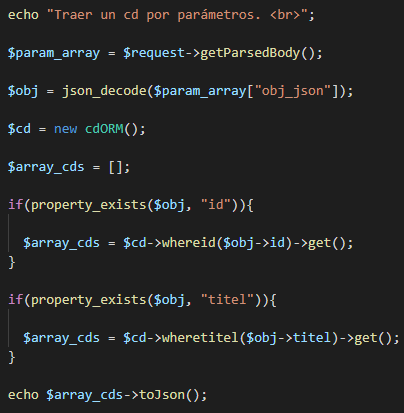 echo "Traer un cd por parámetros. <br>";
$param_array = $request->getParsedBody();
$obj = json_decode($param_array["obj_json"]);
$cd = new cdORM();
$array_cds = [];
if(property_exists($obj, "id")){
$array_cds = $cd->whereid($obj->id)->get();
}
if(property_exists($obj, "titel")){
$array_cds = $cd->wheretitel($obj->titel)->get();
}
echo $array_cds->toJson();